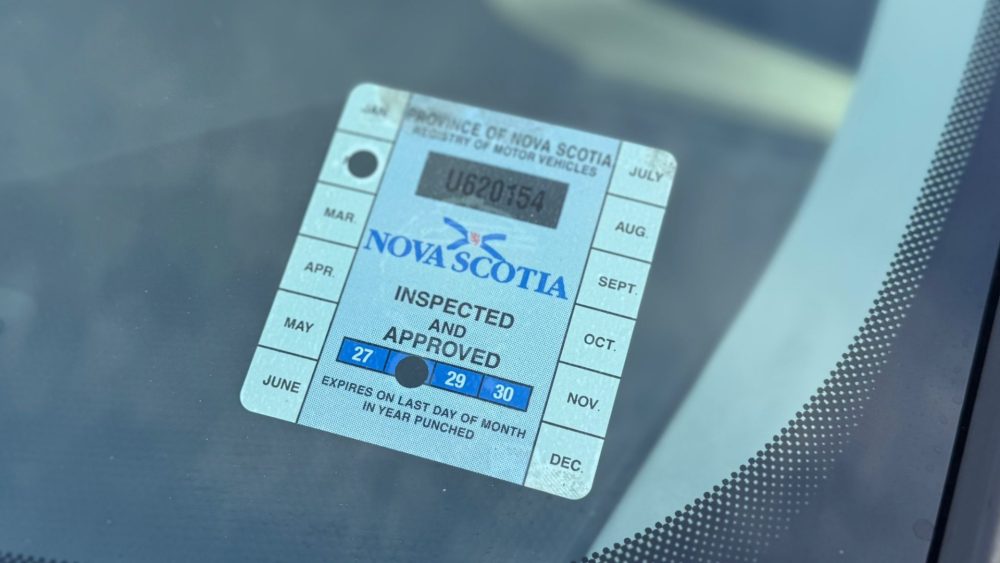 PROVINCE OF NOVA SCOTIA
REGISTRY OF MOTOR VEHICLES
U620154
NOVA SCOTIA
INSPECTED
AND
APPROVED
27 29 30
EXPIRES ON LAST DAY OF MONTH
IN YEAR PUNCHED
JAN.
MAR.
APR.
MAY
JUNE
JULY
AUG.
SEPT.
OCT.
NOV.
DEC.